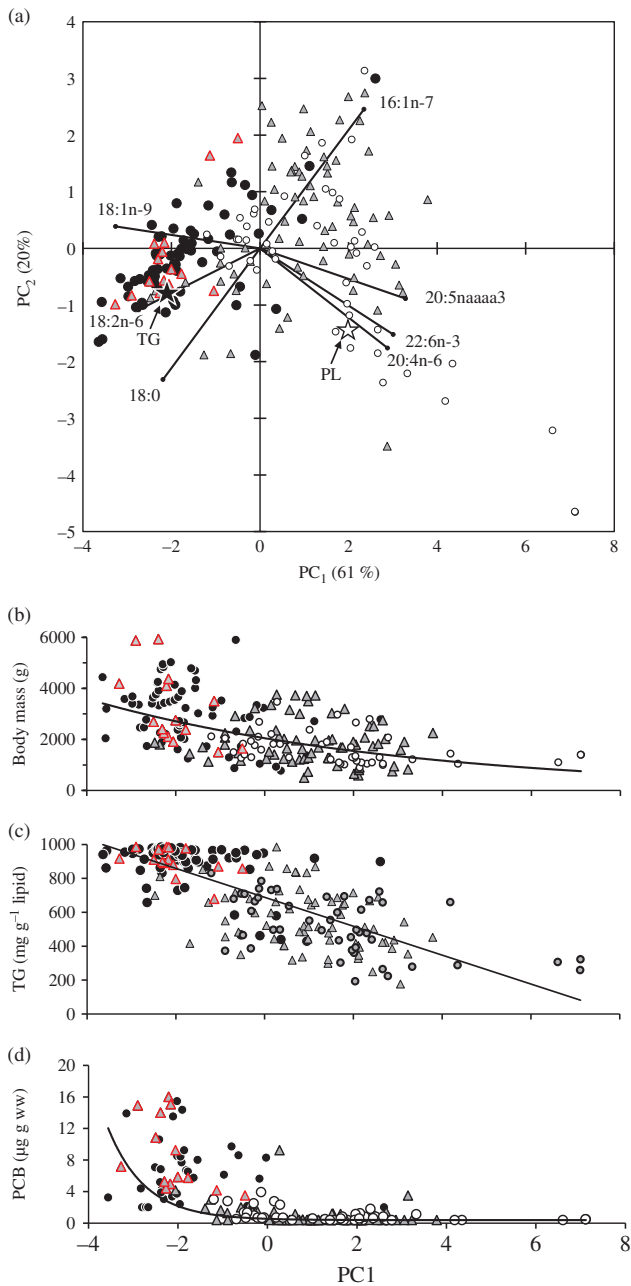 (a)
4
3
2
1
0
−1
−2
−3
−4
−5
PC2 (20%)
16:1n-7
18:1n-9
20:5naaaa3
18:2n-6
TG
22:6n-3
20:4n-6
PL
18:0
−4 −2 0 2 4 6 8
PC1 (61 %)
(b)
6000
4000
2000
0
Body mass (g)
(c)
1000
800
600
400
200
0
TG (mg g−1 lipid)
(d)
20
16
12
8
4
0
PCB (µg g ww)
−4 −2 0 2 4 6 8
PC1